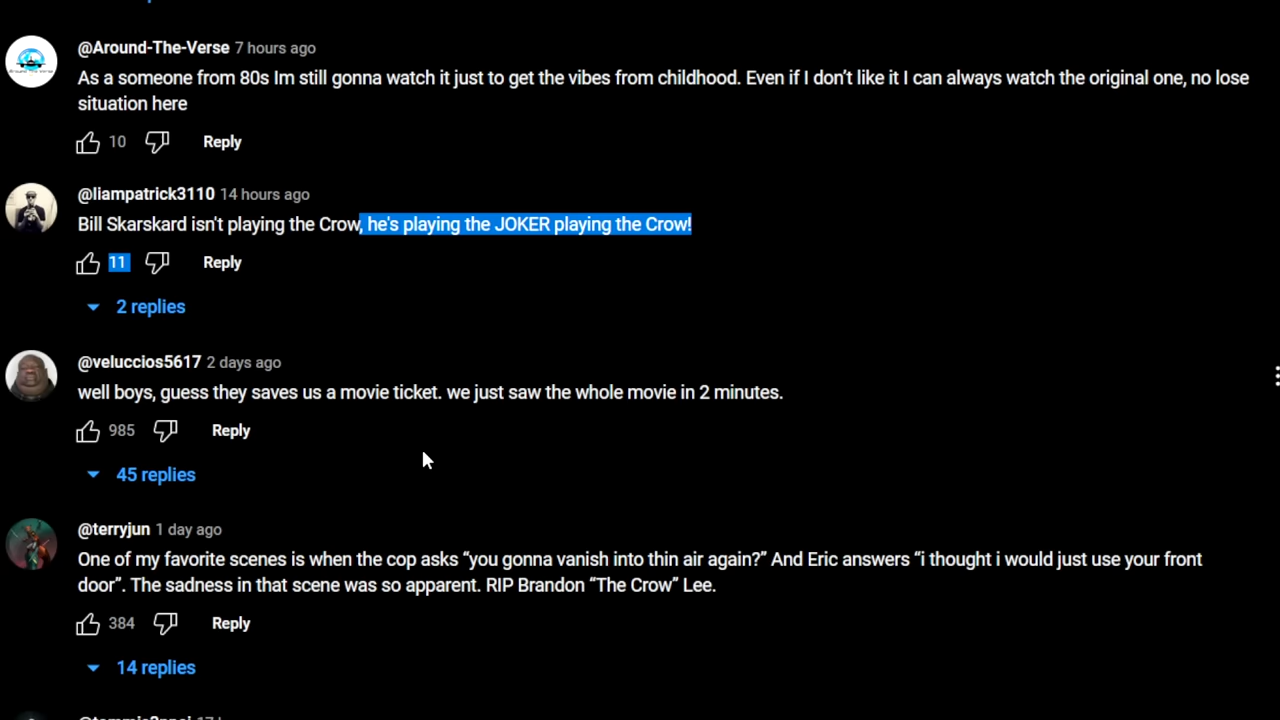 @Around-The-Verse 7 hours ago
As a someone from 80s Im still gonna watch it just to get the vibes from childhood. Even if I don’t like it I can always watch the original one, no lose
situation here
10 Reply
@liampatrick3110 14 hours ago
Bill Skarskard isn't playing the Crow, he's playing the JOKER playing the Crow!
11 Reply
2 replies
@veluccios5617 2 days ago
well boys, guess they saves us a movie ticket. we just saw the whole movie in 2 minutes.
985 Reply
45 replies
@terryjun 1 day ago
One of my favorite scenes is when the cop asks “you gonna vanish into thin air again?” And Eric answers “i thought i would just use your front
door”. The sadness in that scene was so apparent. RIP Brandon “The Crow” Lee.
384 Reply
14 replies